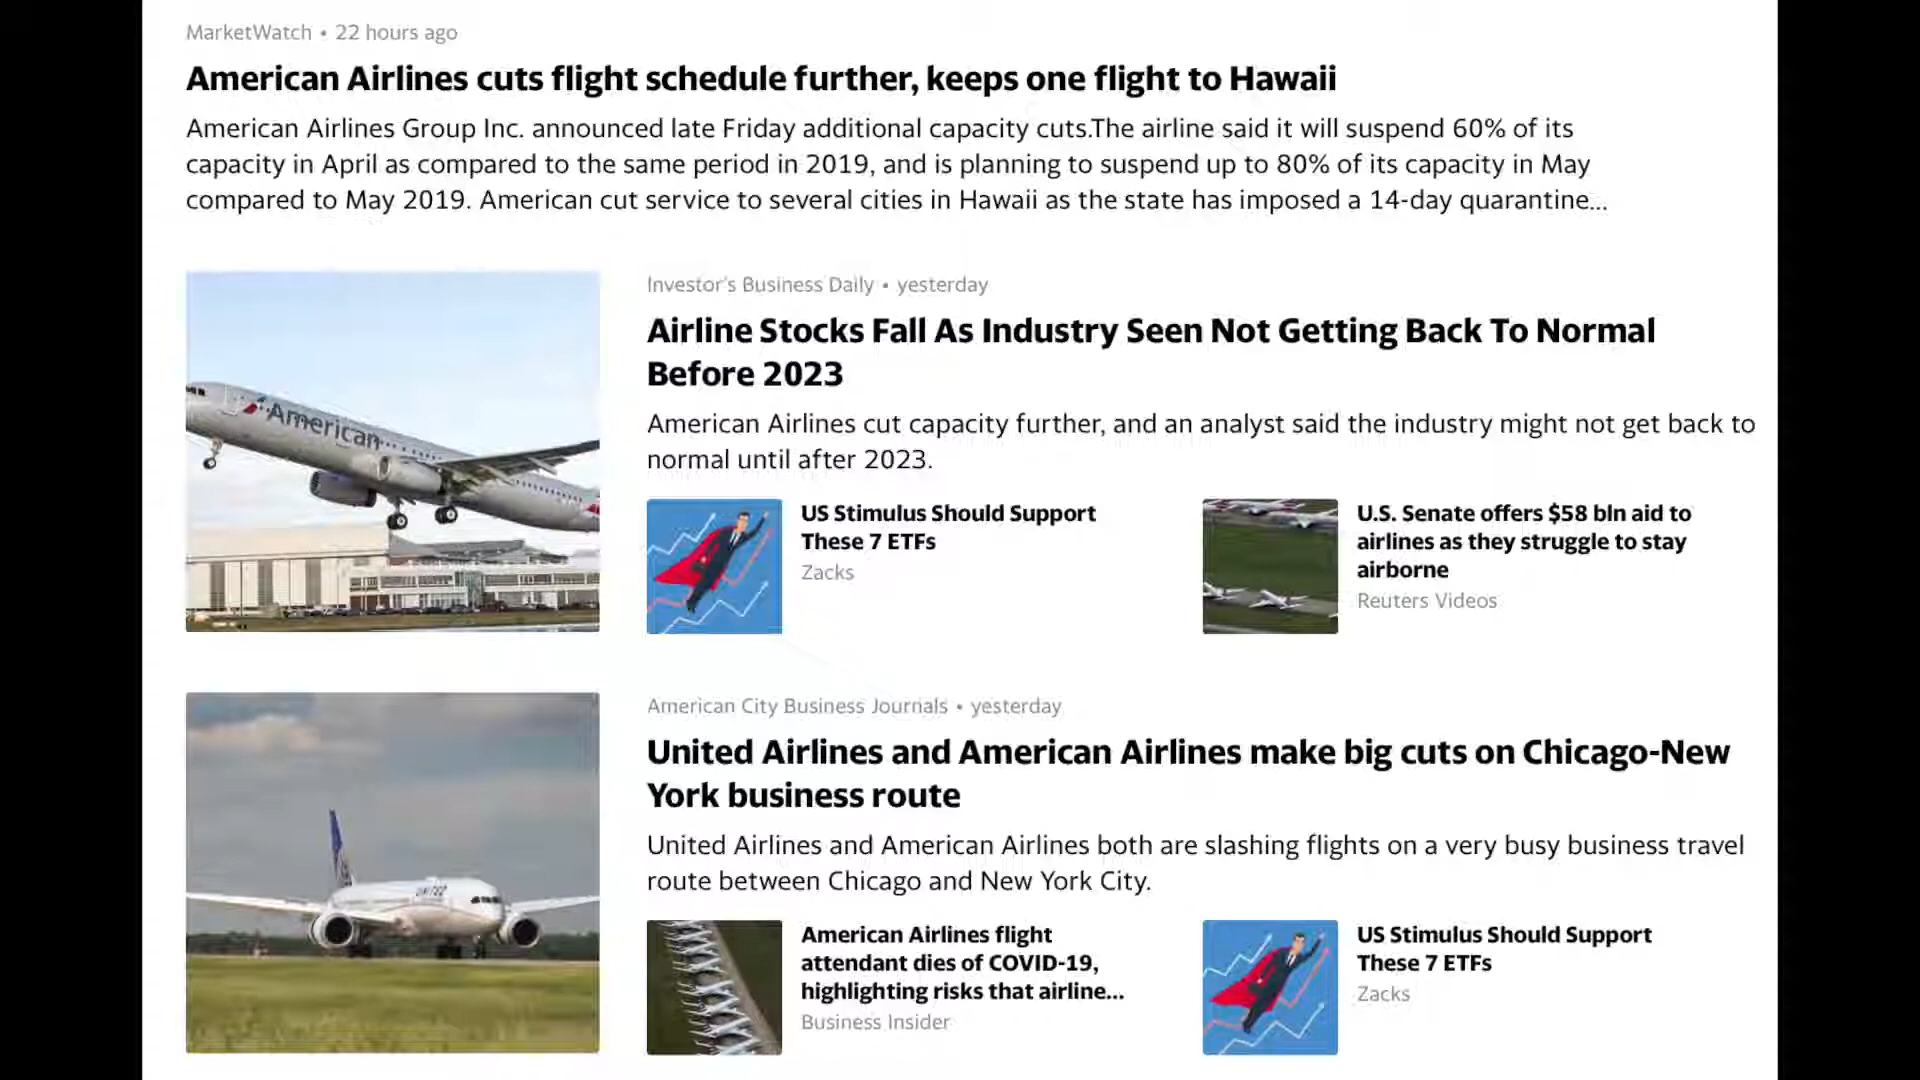 MarketWatch • 22 hours ago
American Airlines cuts flight schedule further, keeps one flight to Hawaii
American Airlines Group Inc. announced late Friday additional capacity cuts.The airline said it will suspend 60% of its
capacity in April as compared to the same period in 2019, and is planning to suspend up to 80% of its capacity in May
compared to May 2019. American cut service to several cities in Hawaii as the state has imposed a 14-day quarantine...
American
Investor's Business Daily • yesterday
Airline Stocks Fall As Industry Seen Not Getting Back To Normal
Before 2023
American Airlines cut capacity further, and an analyst said the industry might not get back to
normal until after 2023.
US Stimulus Should Support
These 7 ETFs
Zacks
U.S. Senate offers $58 bln aid to
airlines as they struggle to stay
airborne
Reuters Videos
UNITED
American City Business Journals • yesterday
United Airlines and American Airlines make big cuts on Chicago-New
York business route
United Airlines and American Airlines both are slashing flights on a very busy business travel
route between Chicago and New York City.
American Airlines flight
attendant dies of COVID-19,
highlighting risks that airline...
Business Insider
US Stimulus Should Support
These 7 ETFs
Zacks